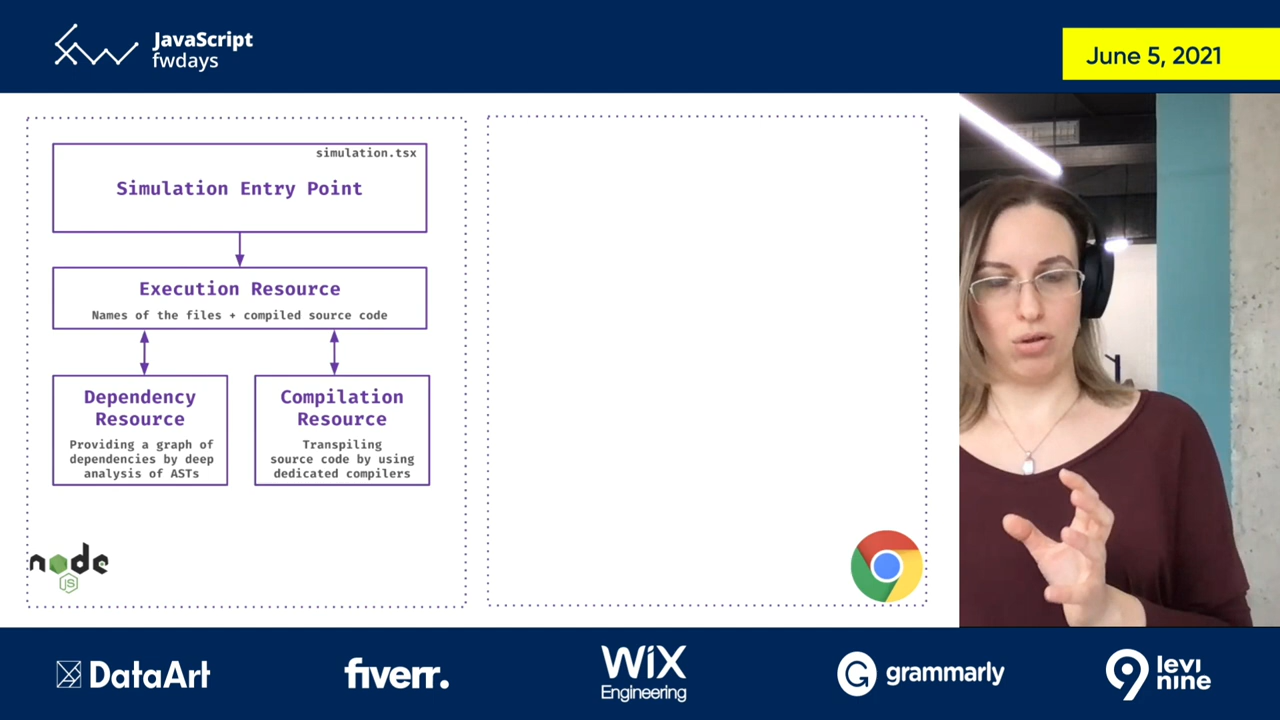 JavaScript
fwdays
June 5, 2021
simulation.tsx
Simulation Entry Point
Execution Resource
Names of the files + compiled source code
Dependency
Resource
Providing a graph of
dependencies by deep
analysis of ASTs
Compilation
Resource
Transpiling
source code by using
dedicated compilers
node
JS
DataArt
fiverr.
WiX
Engineering
G grammarly
9 levi
nine